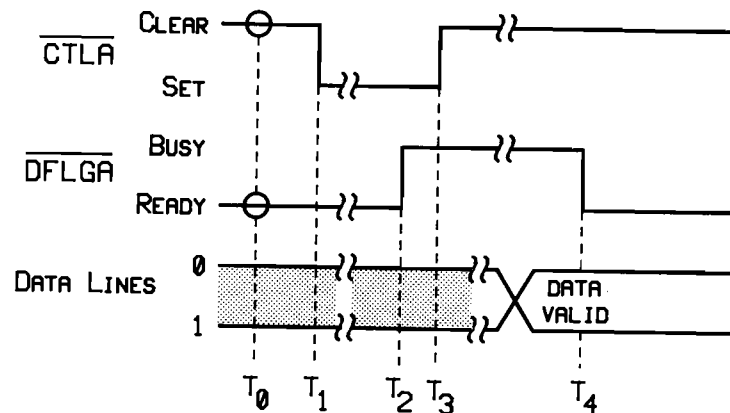 CLEAR
CTLA
SET
BUSY
DFLGA
READY
DATA LINES
0
1
DATA
VALID
T0 T1 T2 T3 T4